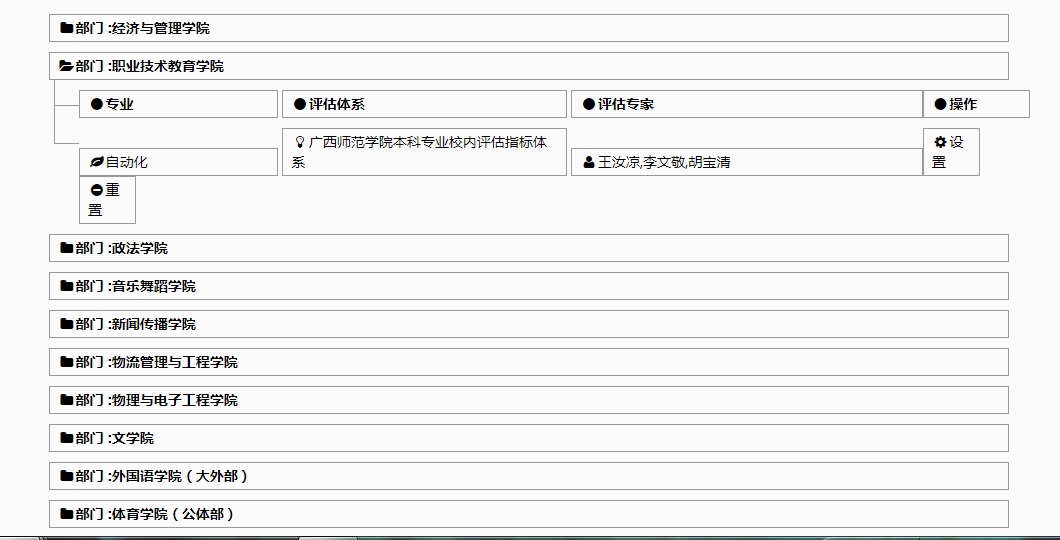 部门 :经济与管理学院
部门 :职业技术教育学院
专业 评估体系 评估专家 操作
自动化 广西师范学院本科专业校内评估指标体 王汝凉,李文敬,胡宝清 设
系 置
重
置
部门 :政法学院
部门 :音乐舞蹈学院
部门 :新闻传播学院
部门 :物流管理与工程学院
部门 :物理与电子工程学院
部门 :文学院
部门 :外国语学院（大外部）
部门 :体育学院（公体部）